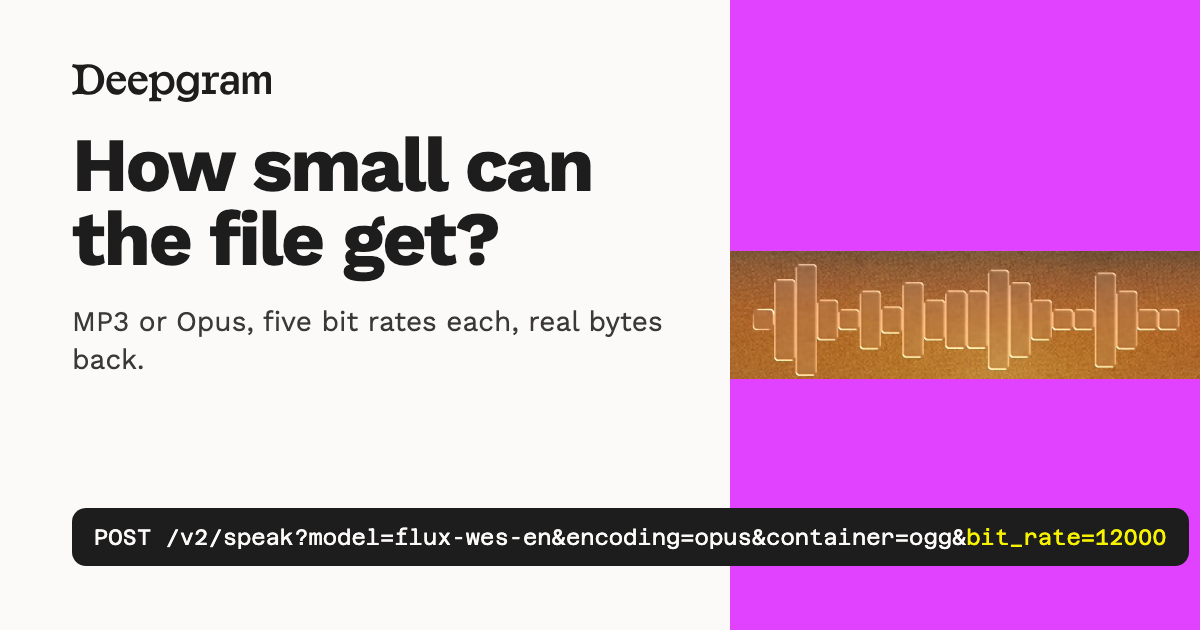 Deepgram
How small can
the file get?
MP3 or Opus, five bit rates each, real bytes
back.
POST /v2/speak?model=flux-wes-en&encoding=opus&container=ogg&bit_rate=12000